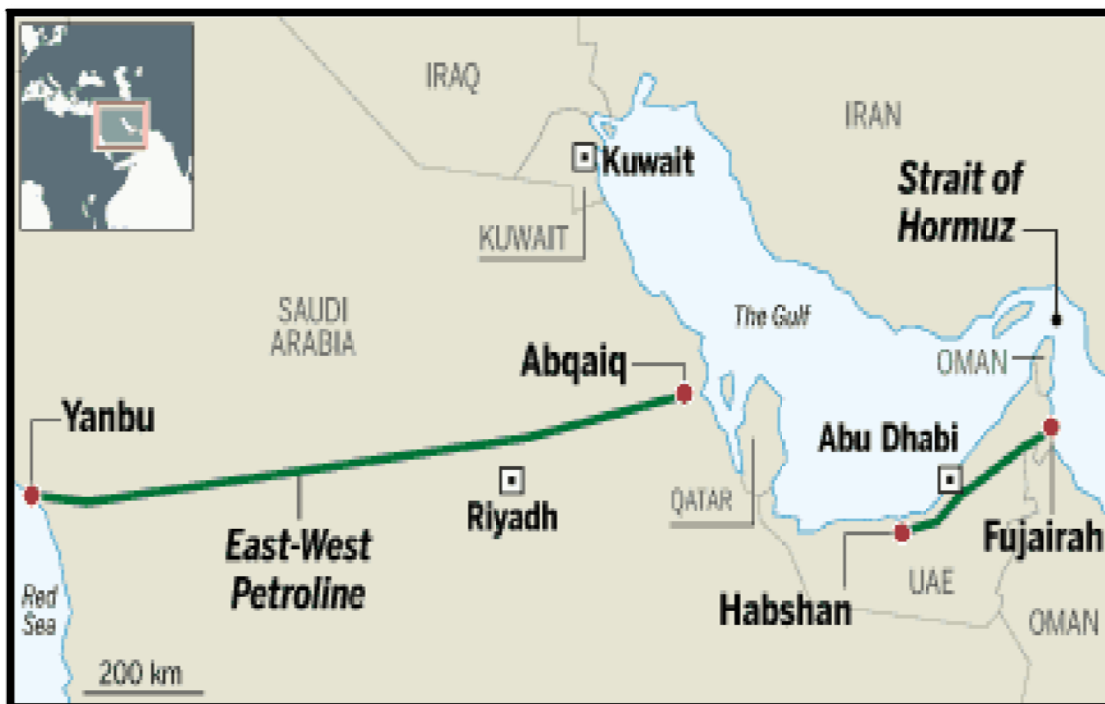 IRAQ
IRAN
Kuwait
Strait of
Hormuz
KUWAIT
SAUDI
ARABIA
The Gulf
Abqaiq
OMAN
Yanbu
Abu Dhabi
QATAR
Riyadh
East-West
Petroline
Fujairah
Red
Sea
Habshan
UAE
OMAN
200 km